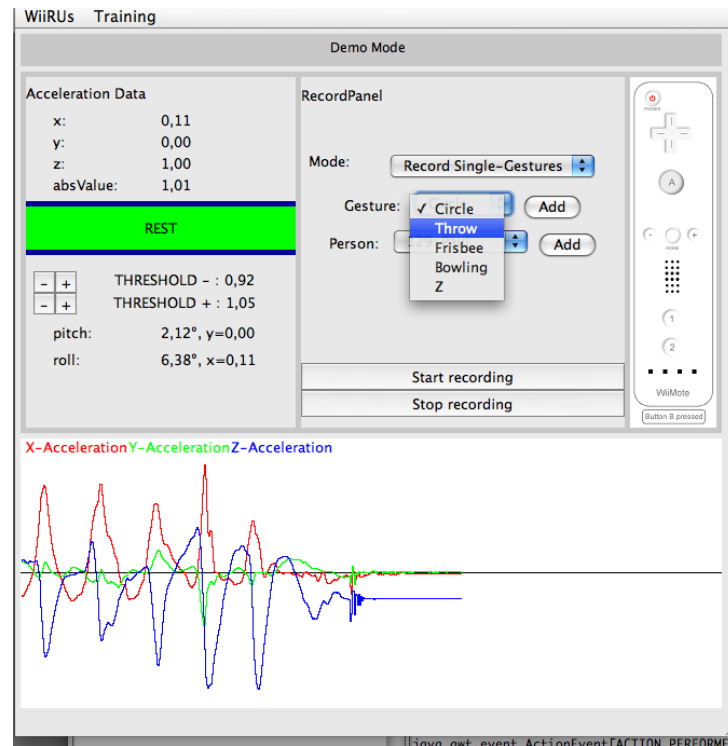 WiiRUs Training
Demo Mode
Acceleration Data
x: 0,11
y: 0,00
z: 1,00
absValue: 1,01
REST
- + THRESHOLD - : 0,92
- + THRESHOLD + : 1,05
pitch: 2,12°, y=0,00
roll: 6,38°, x=0,11
RecordPanel
Mode: Record Single-Gestures
Gesture: Add
✓ Circle
Throw
Frisbee
Bowling
Z
Person: Add
Start recording
Stop recording
POWER
A
- +
HOME
1
2
WiiMote
Button B pressed
X-Acceleration Y-Acceleration Z-Acceleration
java.awt.event.ActionEvent[ACTION_PERFORME